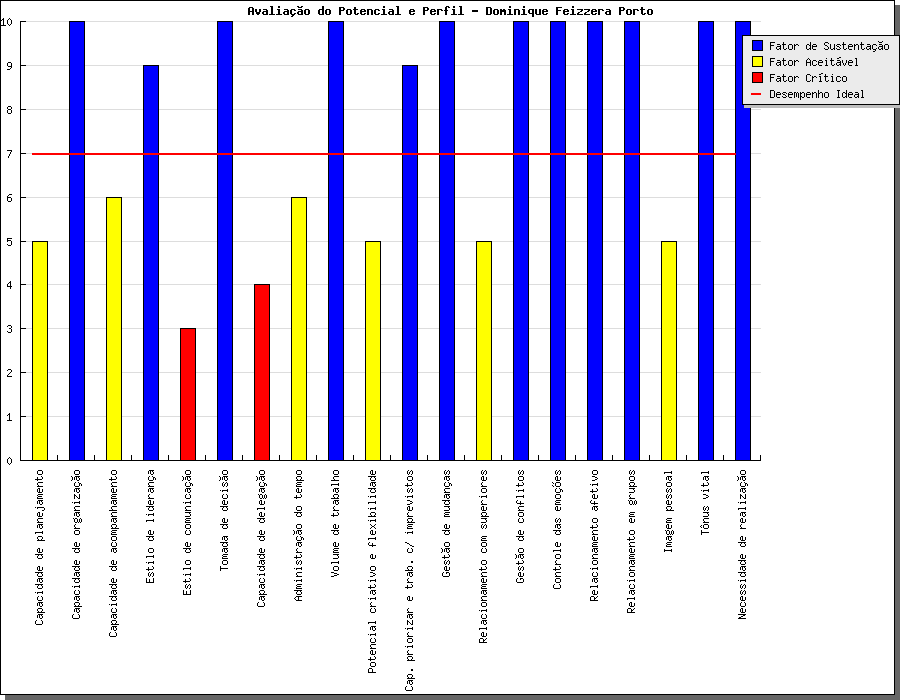 Avaliação do Potencial e Perfil - Dominique Feizzera Porto
10
9
8
7
6
5
4
3
2
1
0
Fator de Sustentação
Fator Aceitável
Fator Crítico
Desempenho Ideal
Capacidade de planejamento
Capacidade de organização
Capacidade de acompanhamento
Estilo de liderança
Estilo de comunicação
Tomada de decisão
Capacidade de delegação
Administração do tempo
Volume de trabalho
Potencial criativo e flexibilidade
Cap. priorizar e trab. c/ imprevistos
Gestão de mudanças
Relacionamento com superiores
Gestão de conflitos
Controle das emoções
Relacionamento afetivo
Relacionamento em grupos
Imagem pessoal
Tônus vital
Necessidade de realização